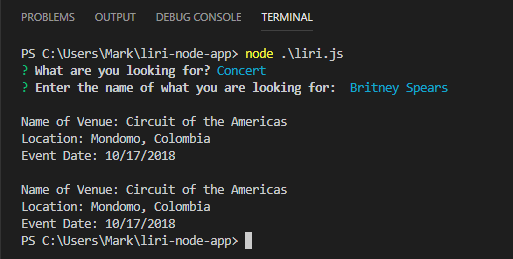 PROBLEMS OUTPUT DEBUG CONSOLE TERMINAL
PS C:\Users\Mark\liri-node-app> node .\liri.js
? What are you looking for? Concert
? Enter the name of what you are looking for:  Britney Spears
Name of Venue: Circuit of the Americas
Location: Mondomo, Colombia
Event Date: 10/17/2018
Name of Venue: Circuit of the Americas
Location: Mondomo, Colombia
Event Date: 10/17/2018
PS C:\Users\Mark\liri-node-app>